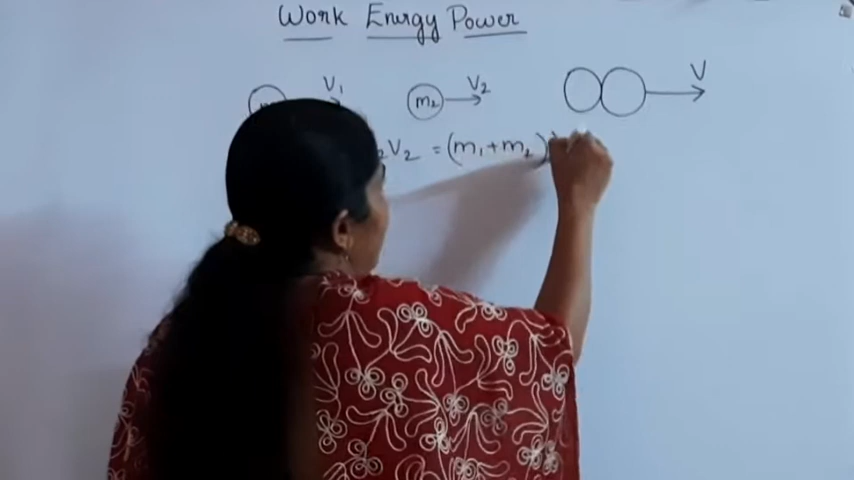 Work Energy Power
V₁ V₂ V
m₂
V₂ = (m₁+m₂)